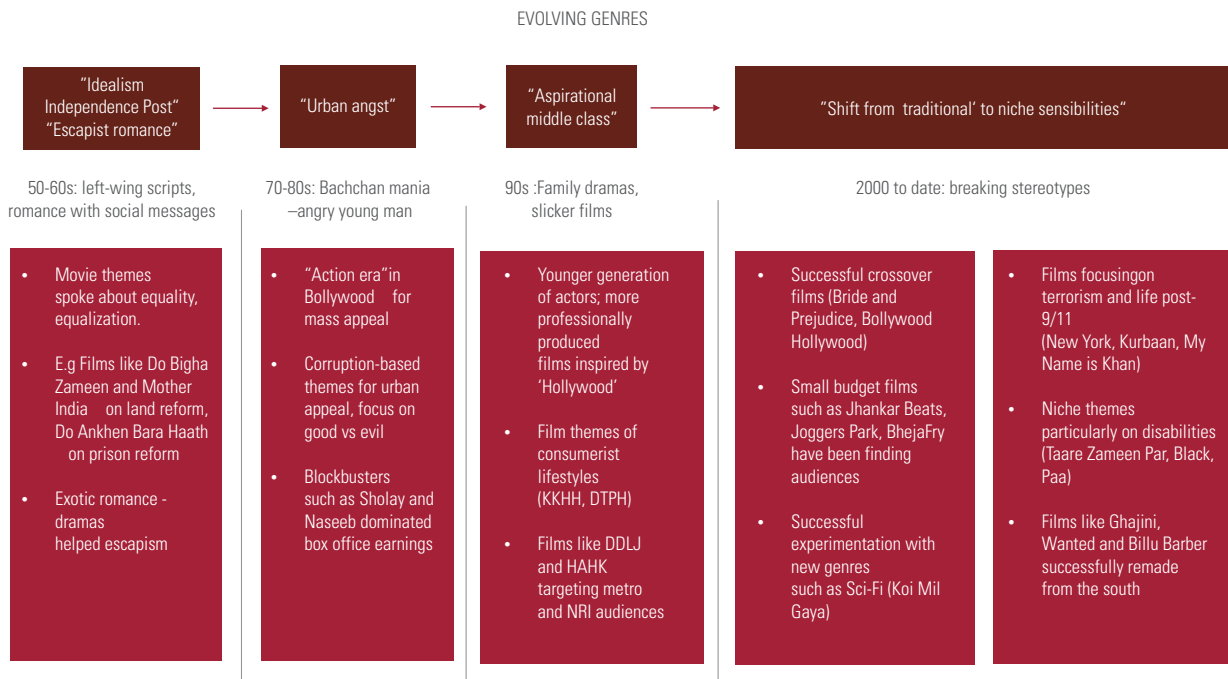 EVOLVING GENRES
“Idealism
Independence Post“
“Escapist romance”
“Urban angst”
“Aspirational
middle class”
“Shift from traditional‘ to niche sensibilities“
50-60s: left-wing scripts,
romance with social messages
70-80s: Bachchan mania
–angry young man
90s :Family dramas,
slicker films
2000 to date: breaking stereotypes
• Movie themes
spoke about equality,
equalization.
• E.g Films like Do Bigha
Zameen and Mother
India on land reform,
Do Ankhen Bara Haath
on prison reform
• Exotic romance -
dramas
helped escapism
• “Action era”in
Bollywood for
mass appeal
• Corruption-based
themes for urban
appeal, focus on
good vs evil
• Blockbusters
such as Sholay and
Naseeb dominated
box office earnings
• Younger generation
of actors; more
professionally
produced
films inspired by
‘Hollywood’
• Film themes of
consumerist
lifestyles
(KKHH, DTPH)
• Films like DDLJ
and HAHK
targeting metro
and NRI audiences
• Successful crossover
films (Bride and
Prejudice, Bollywood
Hollywood)
• Small budget films
such as Jhankar Beats,
Joggers Park, BhejaFry
have been finding
audiences
• Successful
experimentation with
new genres
such as Sci-Fi (Koi Mil
Gaya)
• Films focusingon
terrorism and life post-
9/11
(New York, Kurbaan, My
Name is Khan)
• Niche themes
particularly on disabilities
(Taare Zameen Par, Black,
Paa)
• Films like Ghajini,
Wanted and Billu Barber
successfully remade
from the south